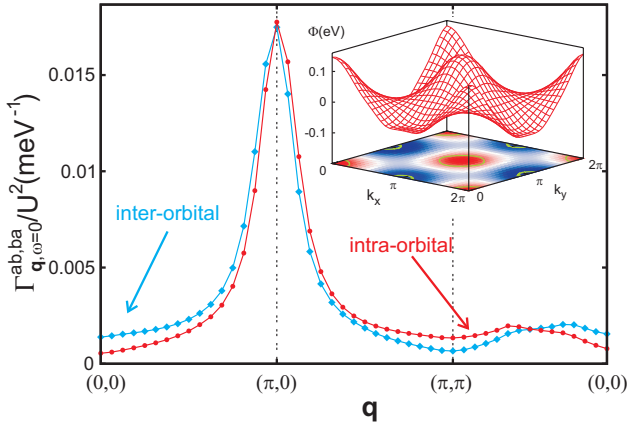 Γ^ab,ba_q,ω=0/U²(meV⁻¹)
0.015
0.01
0.005
0
(0,0)
(π,0)
(π,π)
(0,0)
q
inter-orbital
intra-orbital
Φ(eV)
0.1
0
-0.1
0
π
2π
k_x
0
π
2π
k_y